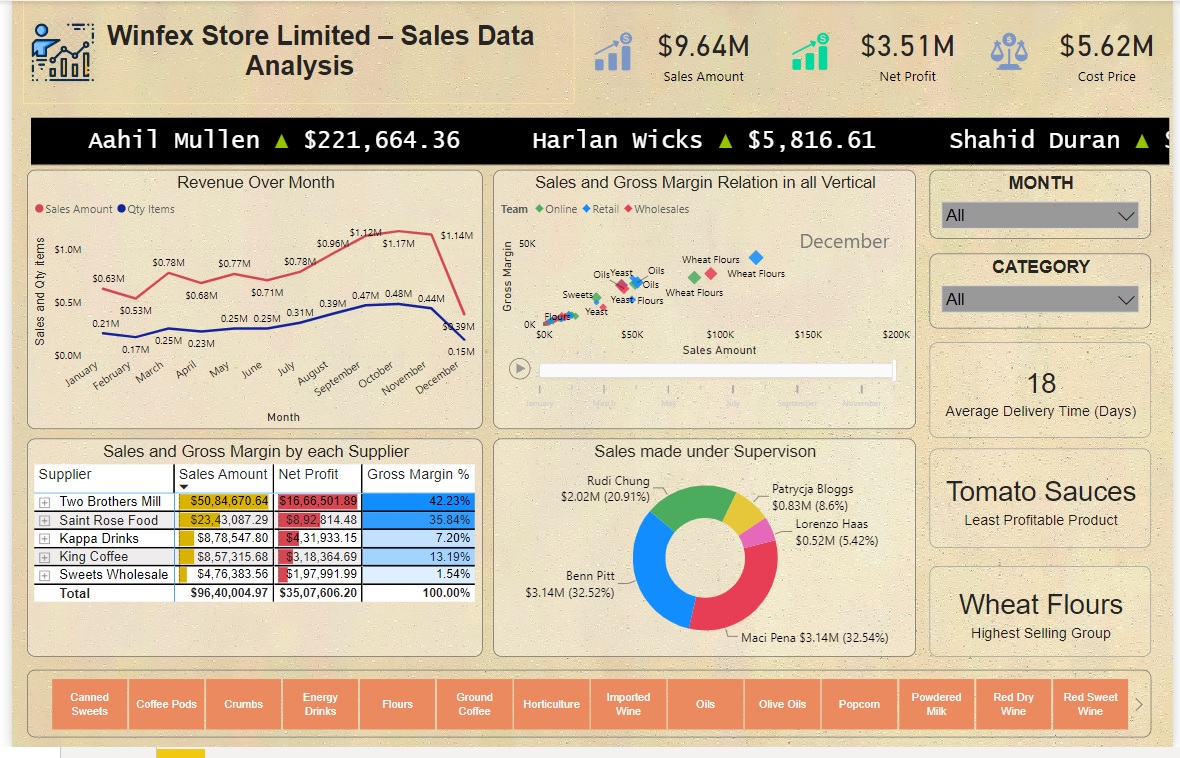 Winfex Store Limited – Sales Data
Analysis
$9.64M
Sales Amount
$3.51M
Net Profit
$5.62M
Cost Price
Aahil Mullen ▲ $221,664.36 Harlan Wicks ▲ $5,816.61 Shahid Duran ▲
Revenue Over Month
Sales Amount Qty Items
Sales and Qty Items
$1.0M
$0.5M
$0.0M
$0.63M
$0.53M
$0.78M
$0.68M
$0.77M
$0.71M
$0.78M
$0.96M
$1.12M
$1.17M
$1.14M
$0.39M
0.21M
0.17M
0.25M
0.23M
0.25M
0.25M
0.31M
0.39M
0.47M
0.48M
0.44M
0.15M
January
February
March
April
May
June
July
August
September
October
November
December
Month
Sales and Gross Margin Relation in all Vertical
Team Online Retail Wholesales
December
Gross Margin
50K
0K
Wheat Flours
Wheat Flours
Wheat Flours
Oils
Yeast
Oils
Oils
Sweets
Yeast
Flours
Yeast
Flours
$0K
$50K
$100K
$150K
$200K
Sales Amount
January
March
May
July
September
November
MONTH
All
CATEGORY
All
18
Average Delivery Time (Days)
Tomato Sauces
Least Profitable Product
Wheat Flours
Highest Selling Group
Sales and Gross Margin by each Supplier
Supplier Sales Amount Net Profit Gross Margin %
Two Brothers Mill $50,84,670.64 $16,66,501.89 42.23%
Saint Rose Food $23,43,087.29 $8,92,814.48 35.84%
Kappa Drinks $8,78,547.80 $4,31,933.15 7.20%
King Coffee $8,57,315.68 $3,18,364.69 13.19%
Sweets Wholesale $4,76,383.56 $1,97,991.99 1.54%
Total $96,40,004.97 $35,07,606.20 100.00%
Sales made under Supervison
Rudi Chung
$2.02M (20.91%)
Patrycja Bloggs
$0.83M (8.6%)
Lorenzo Haas
$0.52M (5.42%)
Benn Pitt
$3.14M (32.52%)
Maci Pena $3.14M (32.54%)
Canned
Sweets
Coffee Pods
Crumbs
Energy
Drinks
Flours
Ground
Coffee
Horticulture
Imported
Wine
Oils
Olive Oils
Popcorn
Powdered
Milk
Red Dry
Wine
Red Sweet
Wine